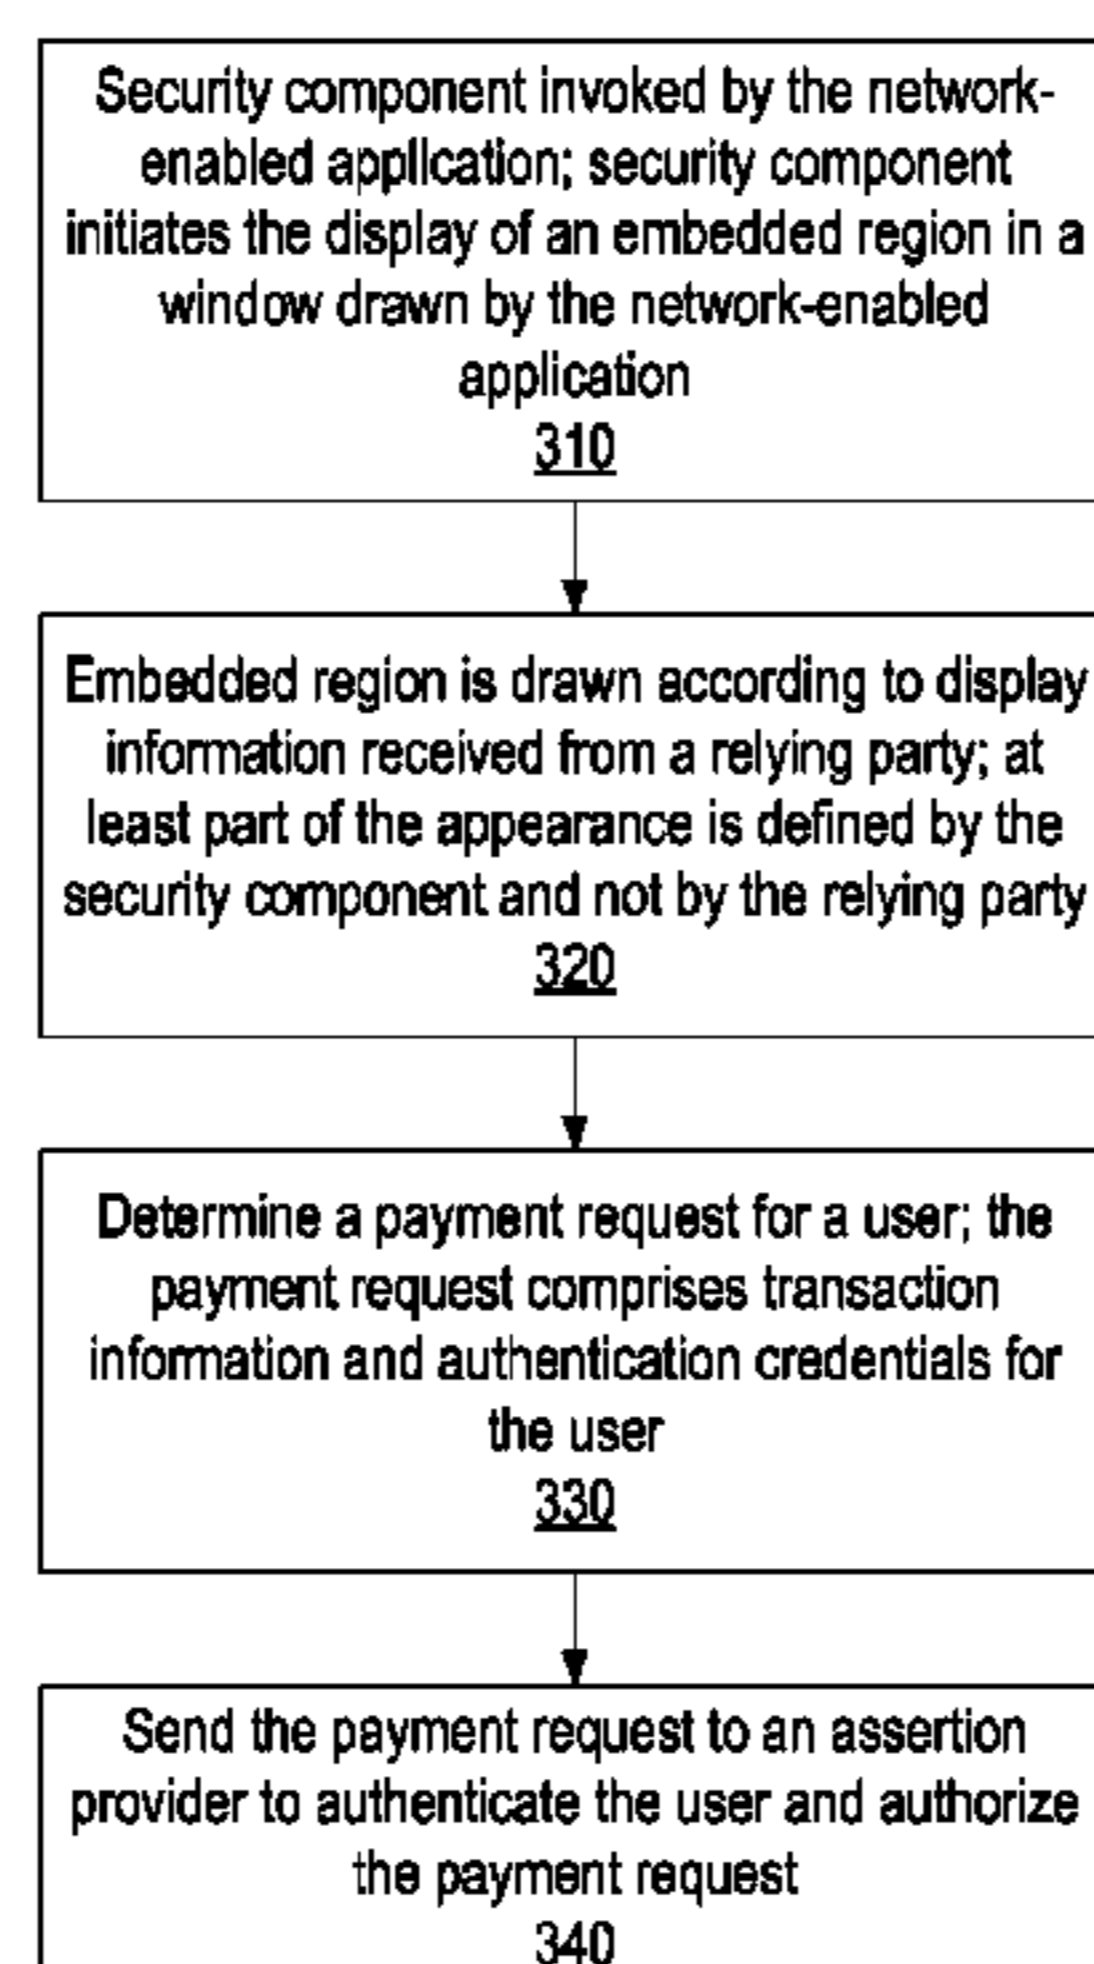 Security component invoked by the network-
enabled application; security component
initiates the display of an embedded region in a
window drawn by the network-enabled
application
310
Embedded region is drawn according to display
information received from a relying party; at
least part of the appearance is defined by the
security component and not by the relying party
320
Determine a payment request for a user; the
payment request comprises transaction
information and authentication credentials for
the user
330
Send the payment request to an assertion
provider to authenticate the user and authorize
the payment request
340